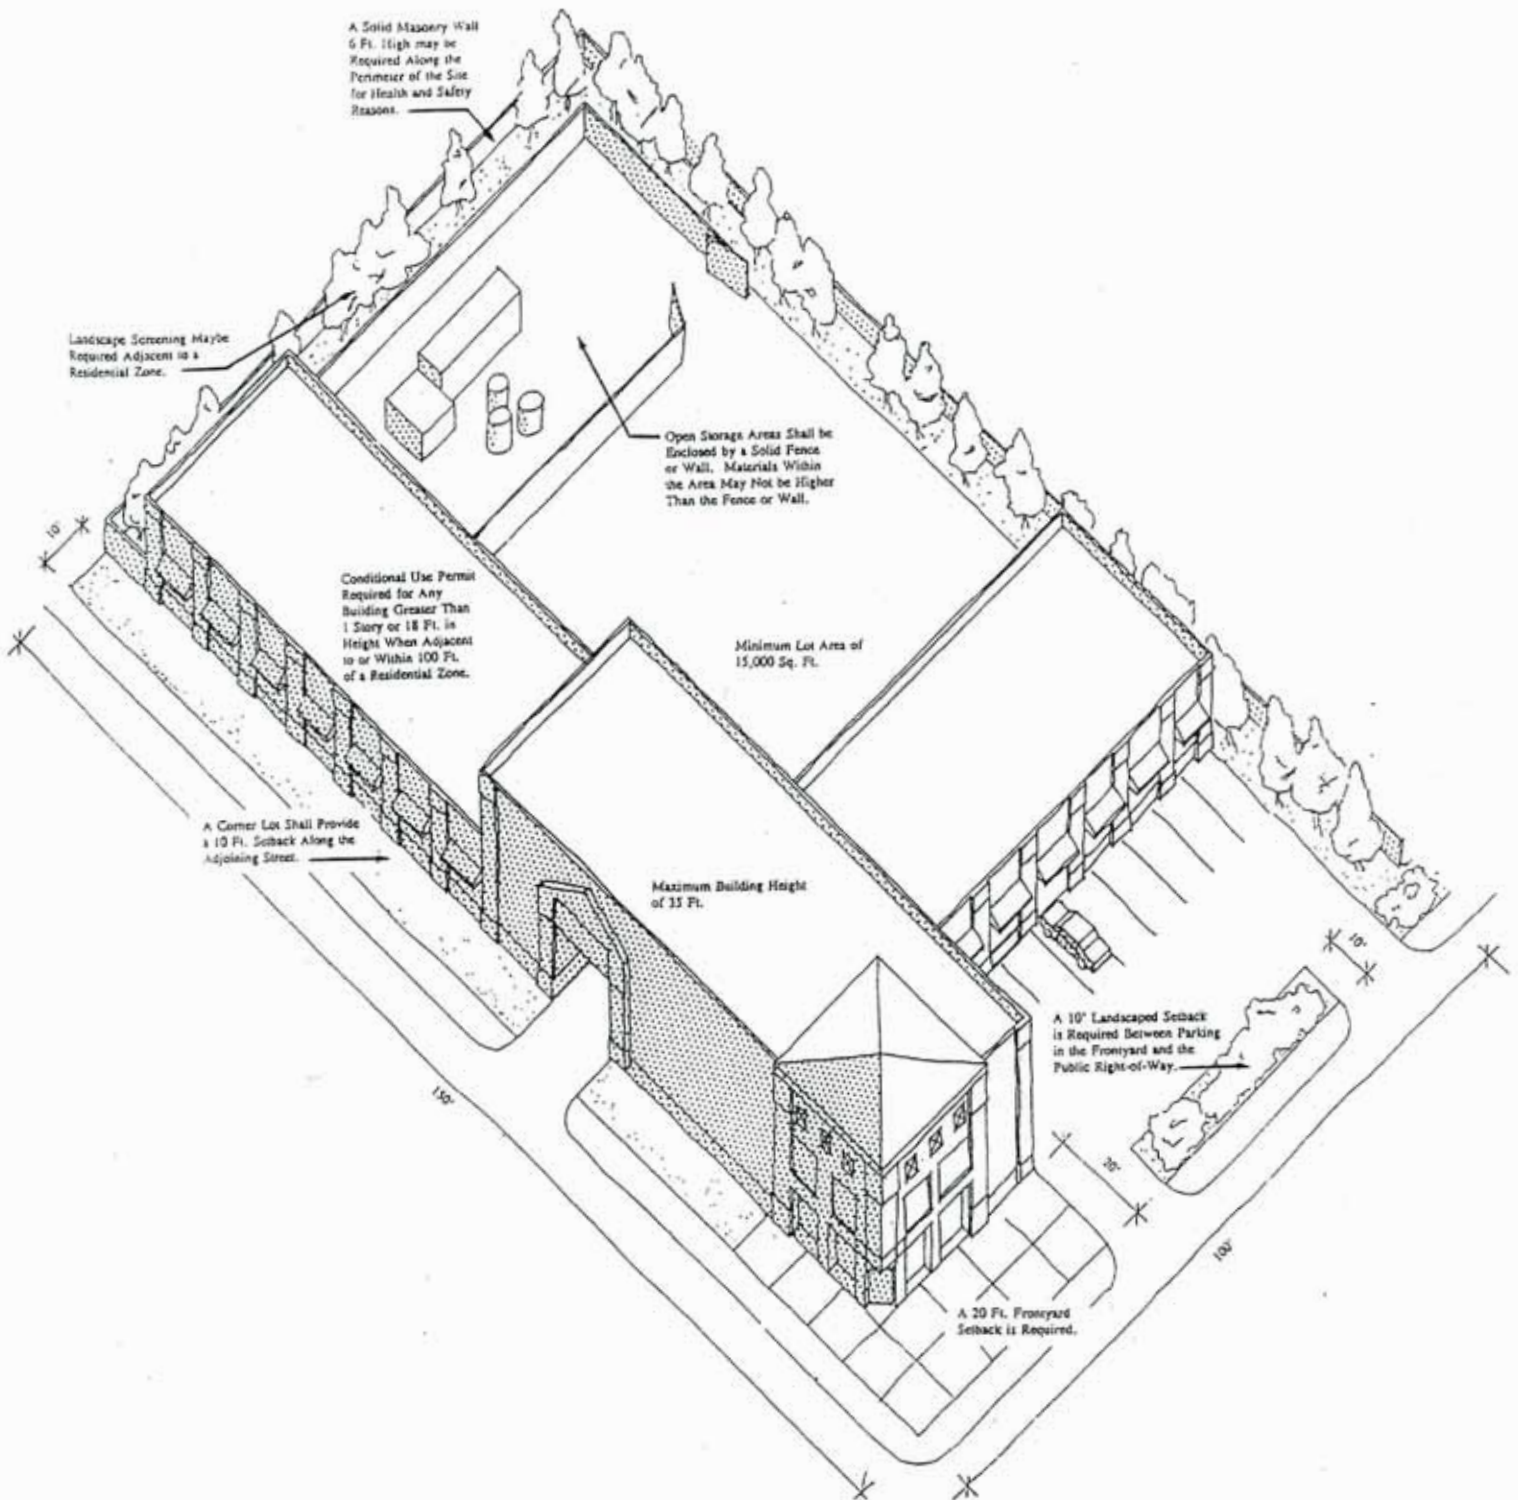 A Solid Masonry Wall
6 Ft. High may be
Required Along the
Perimeter of the Site
for Health and Safety
Reasons.
Landscape Screening Maybe
Required Adjacent to a
Residential Zone.
Open Storage Areas Shall be
Enclosed by a Solid Fence
or Wall. Materials Within
the Area May Not be Higher
Than the Fence or Wall.
10'
Conditional Use Permit
Required for Any
Building Greater Than
1 Story or 18 Ft. in
Height When Adjacent
to or Within 100 Ft.
of a Residential Zone.
Minimum Lot Area of
15,000 Sq. Ft.
A Corner Lot Shall Provide
a 10 Ft. Setback Along the
Adjoining Street.
Maximum Building Height
of 35 Ft.
10'
A 10' Landscaped Setback
is Required Between Parking
in the Frontyard and the
Public Right-of-Way.
150'
20'
100'
A 20 Ft. Frontyard
Setback is Required.